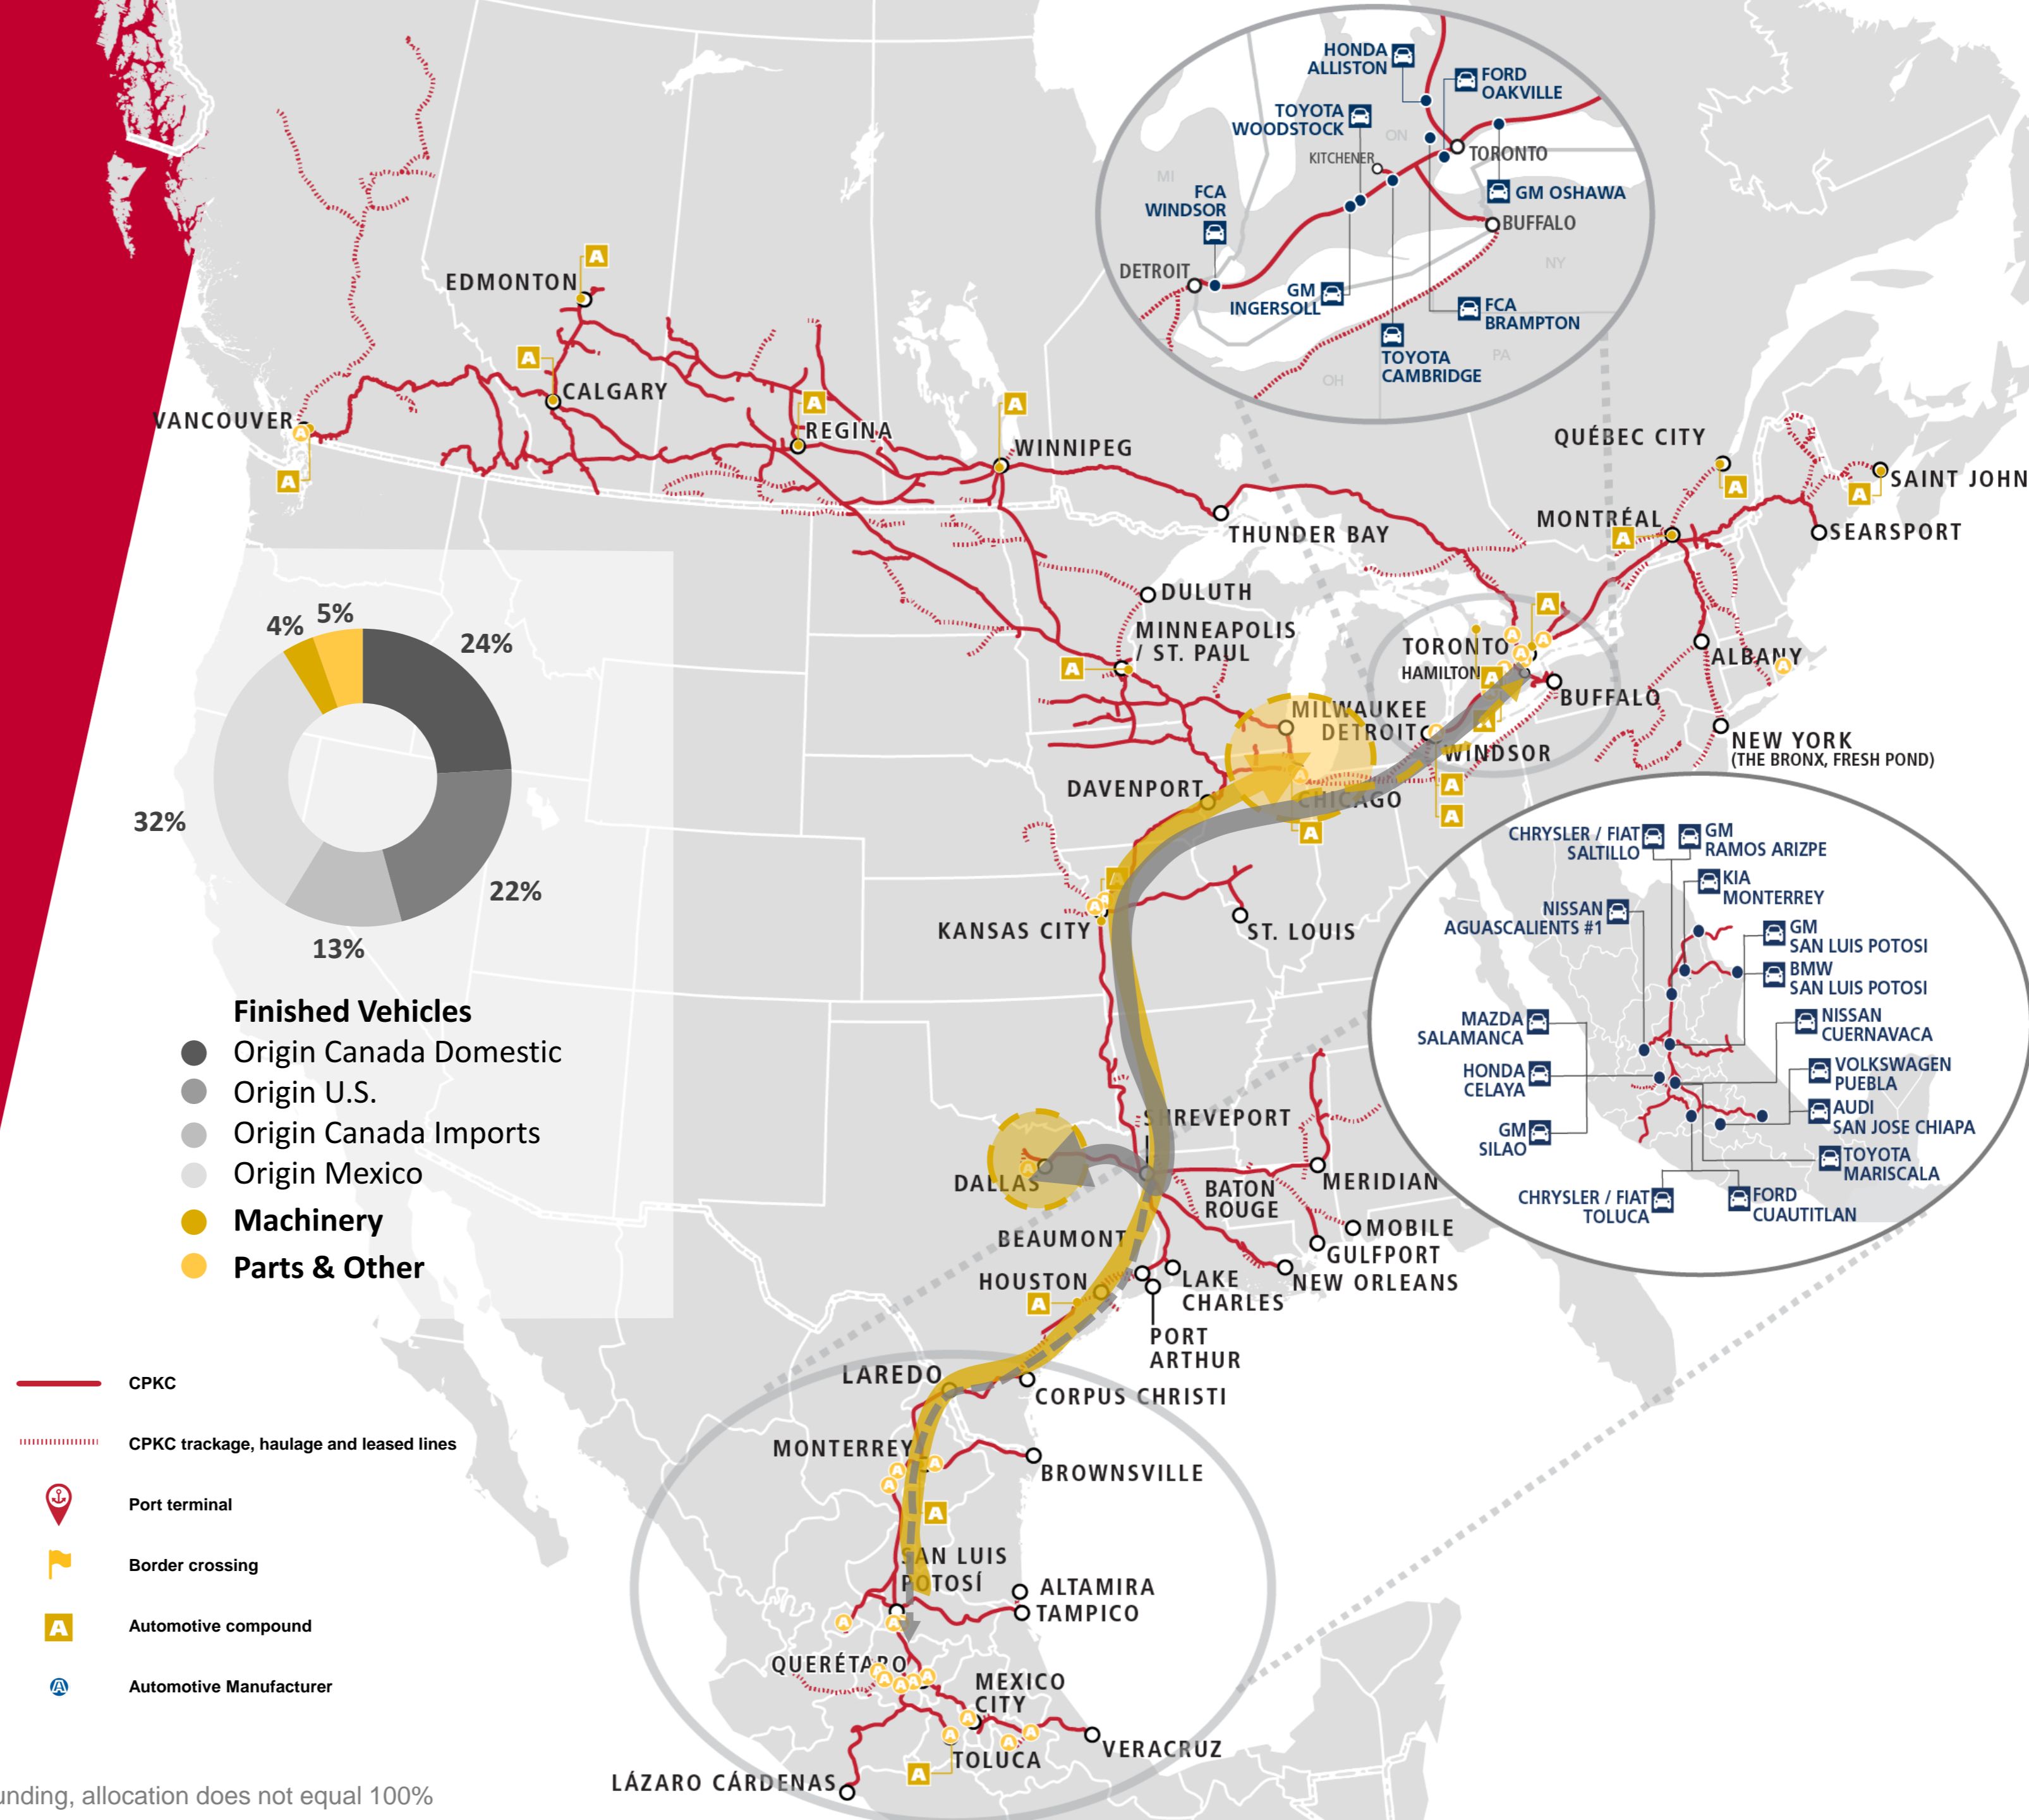 HONDA
ALLISTON
FORD
OAKVILLE
TOYOTA
WOODSTOCK
ON
KITCHENER
TORONTO
MI
FCA
WINDSOR
GM OSHAWA
BUFFALO
NY
DETROIT
GM
INGERSOLL
FCA
BRAMPTON
TOYOTA
CAMBRIDGE
PA
OH
EDMONTON
A
A
CALGARY
VANCOUVER
A
A
A
REGINA
A
WINNIPEG
THUNDER BAY
QUÉBEC CITY
A
SAINT JOHN
A
MONTRÉAL
A
SEARSPORT
DULUTH
MINNEAPOLIS
/ ST. PAUL
A
A
TORONTO
HAMILTON
A
BUFFALO
ALBANY
A
NEW YORK
(THE BRONX, FRESH POND)
MILWAUKEE
DETROIT
WINDSOR
A
A
A
DAVENPORT
CHICAGO
A
KANSAS CITY
A
ST. LOUIS
4%
5%
24%
32%
22%
13%
Finished Vehicles
Origin Canada Domestic
Origin U.S.
Origin Canada Imports
Origin Mexico
Machinery
Parts & Other
CHRYSLER / FIAT
SALTILLO
GM
RAMOS ARIZPE
KIA
MONTERREY
NISSAN
AGUASCALIENTS #1
GM
SAN LUIS POTOSI
BMW
SAN LUIS POTOSI
MAZDA
SALAMANCA
NISSAN
CUERNAVACA
HONDA
CELAYA
VOLKSWAGEN
PUEBLA
AUDI
SAN JOSE CHIAPA
GM
SILAO
TOYOTA
MARISCALA
CHRYSLER / FIAT
TOLUCA
FORD
CUAUTITLAN
SHREVEPORT
DALLAS
A
MERIDIAN
BATON
ROUGE
MOBILE
GULFPORT
BEAUMONT
NEW ORLEANS
HOUSTON
A
LAKE
CHARLES
PORT
ARTHUR
LAREDO
CORPUS CHRISTI
MONTERREY
A
A
A
BROWNSVILLE
A
SAN LUIS
POTOSÍ
ALTAMIRA
TAMPICO
A
A
QUERÉTARO
A
A
A
A
A
MEXICO
CITY
A
A
A
A
TOLUCA
VERACRUZ
A
LÁZARO CÁRDENAS
CPKC
CPKC trackage, haulage and leased lines
Port terminal
Border crossing
A
Automotive compound
A
Automotive Manufacturer
unding, allocation does not equal 100%